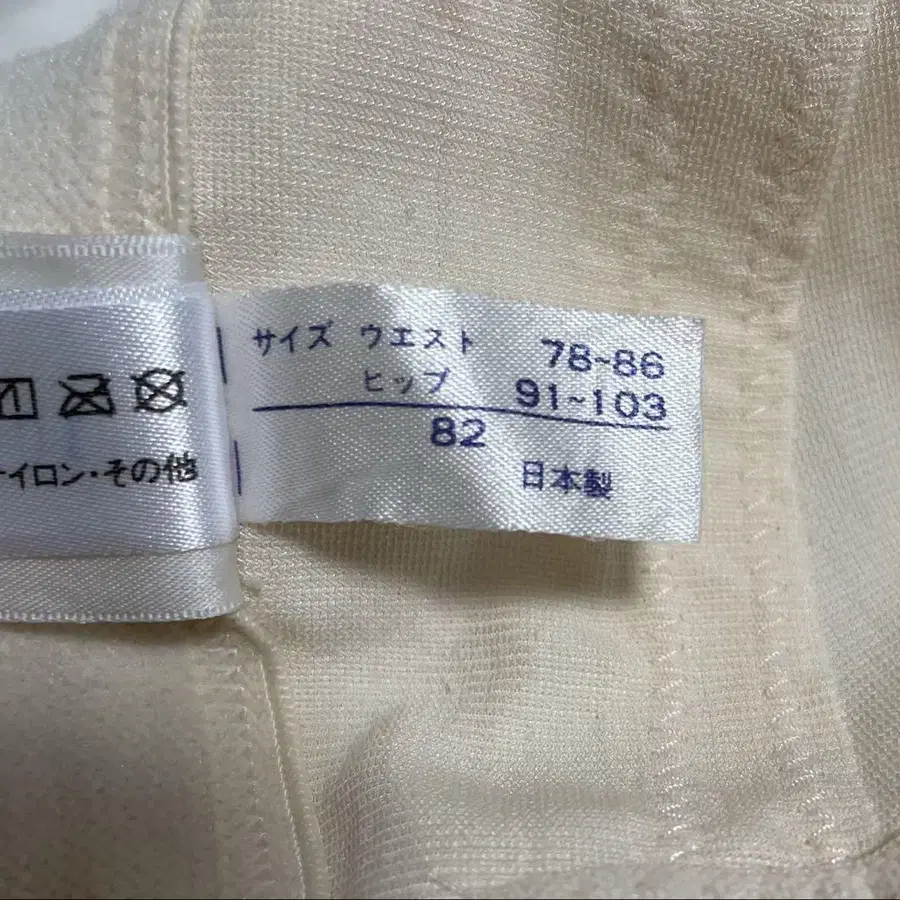 サイズ ウエスト 78~86
ヒップ 91~103
82
日本製
イロン・その他